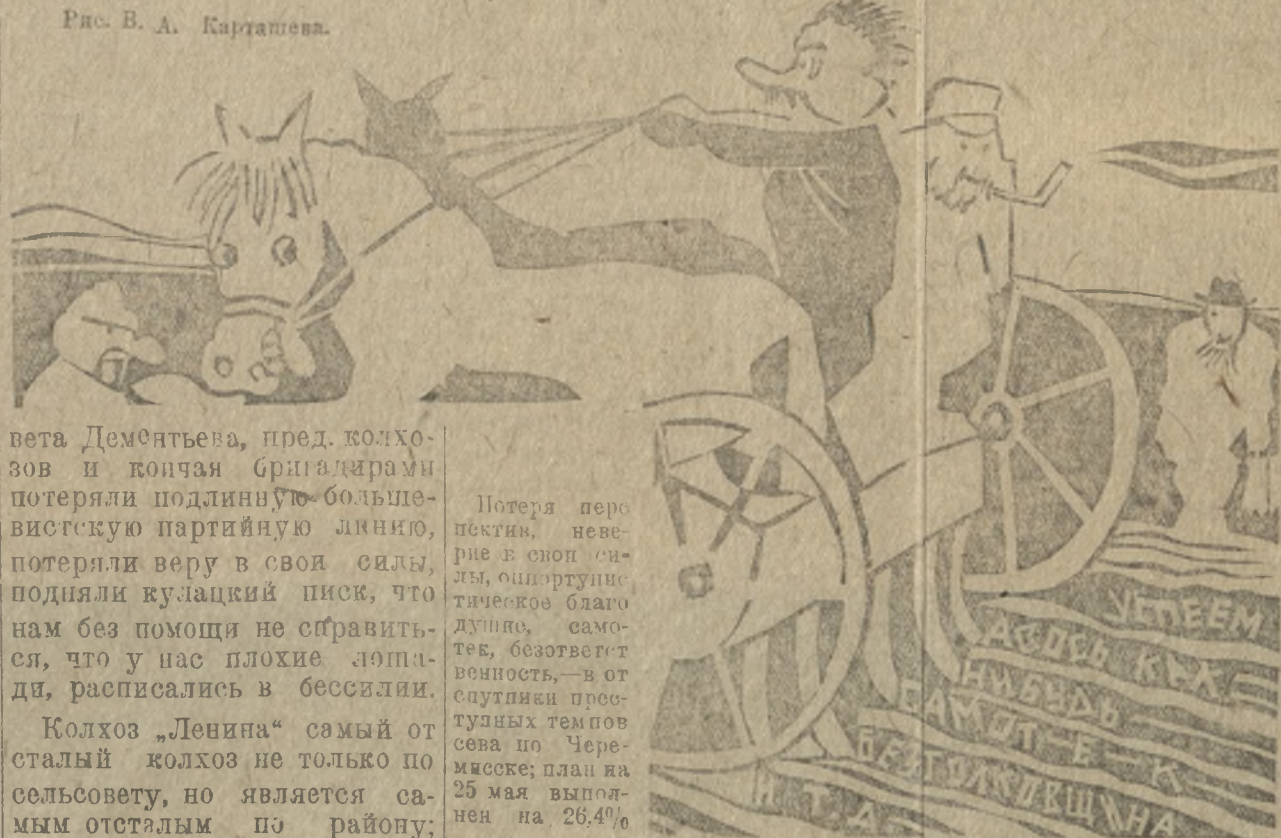 Рис. В. А. Карташева.
вета Дементьева, пред. колхо-
зов и кончая бригадирами
потеряли подлинную больше-
вистскую партийную линию,
потеряли веру в свои силы,
подняли кулацкий писк, что
нам без помощи не справить-
ся, что у нас плохие лоша-
ди, расписались в бессилии.
Колхоз „Ленина“ самый от
сталый колхоз не только по
сельсовету, но является са-
мым отсталым по району;
Потеря перс
пектив, неве-
рие в свои си-
лы, оппортунис
тическое благо
душие, само-
тек, безответст
венность,—в от
спутники прес-
тупных темпов
сева по Чере-
мисске; план на
25 мая выпол-
нен на 26.4%
УСПЕЕМ
АВОСЬ КАК
НИБУДЬ
САМОТ-Е-К
БЕСТОЛКОВЩИНА
И Т Д